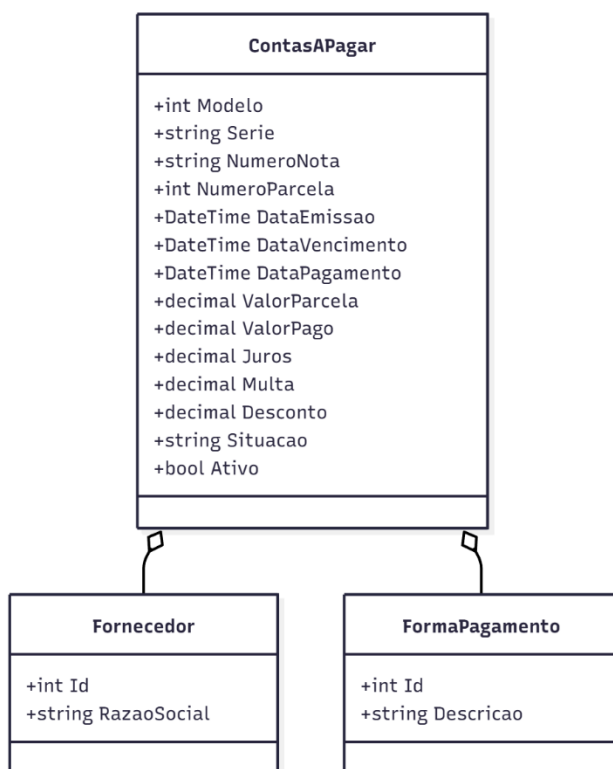 ContasAPagar
+int Modelo
+string Serie
+string NumeroNota
+int NumeroParcela
+DateTime DataEmissao
+DateTime DataVencimento
+DateTime DataPagamento
+decimal ValorParcela
+decimal ValorPago
+decimal Juros
+decimal Multa
+decimal Desconto
+string Situacao
+bool Ativo
Fornecedor
+int Id
+string RazaoSocial
FormaPagamento
+int Id
+string Descricao